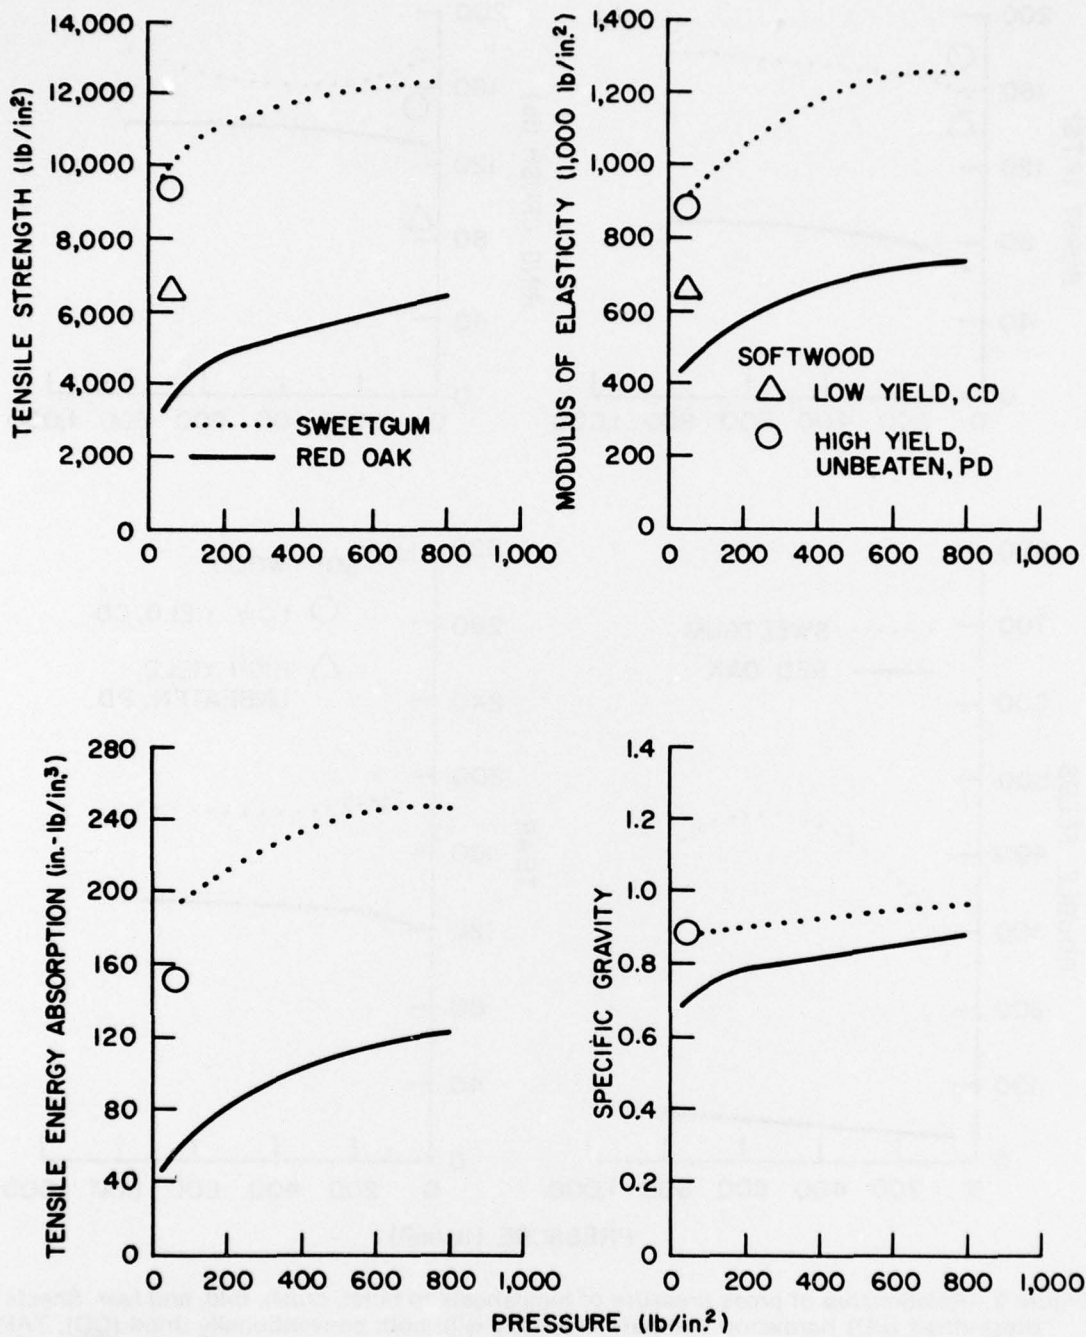 TENSILE STRENGTH (lb/in.²)
14,000
12,000
10,000
8,000
6,000
4,000
2,000
0
0 200 400 600 800 1,000
SWEETGUM
RED OAK
MODULUS OF ELASTICITY (1,000 lb/in.²)
1,400
1,200
1,000
800
600
400
200
0
0 200 400 600 800 1,000
SOFTWOOD
LOW YIELD, CD
HIGH YIELD,
UNBEATEN, PD
TENSILE ENERGY ABSORPTION (in.-lb/in.³)
280
240
200
160
120
80
40
0
0 200 400 600 800 1,000
SPECIFIC GRAVITY
1.4
1.2
1.0
0.8
0.6
0.4
0.2
0
0 200 400 600 800 1,000
PRESSURE (lb/in.²)